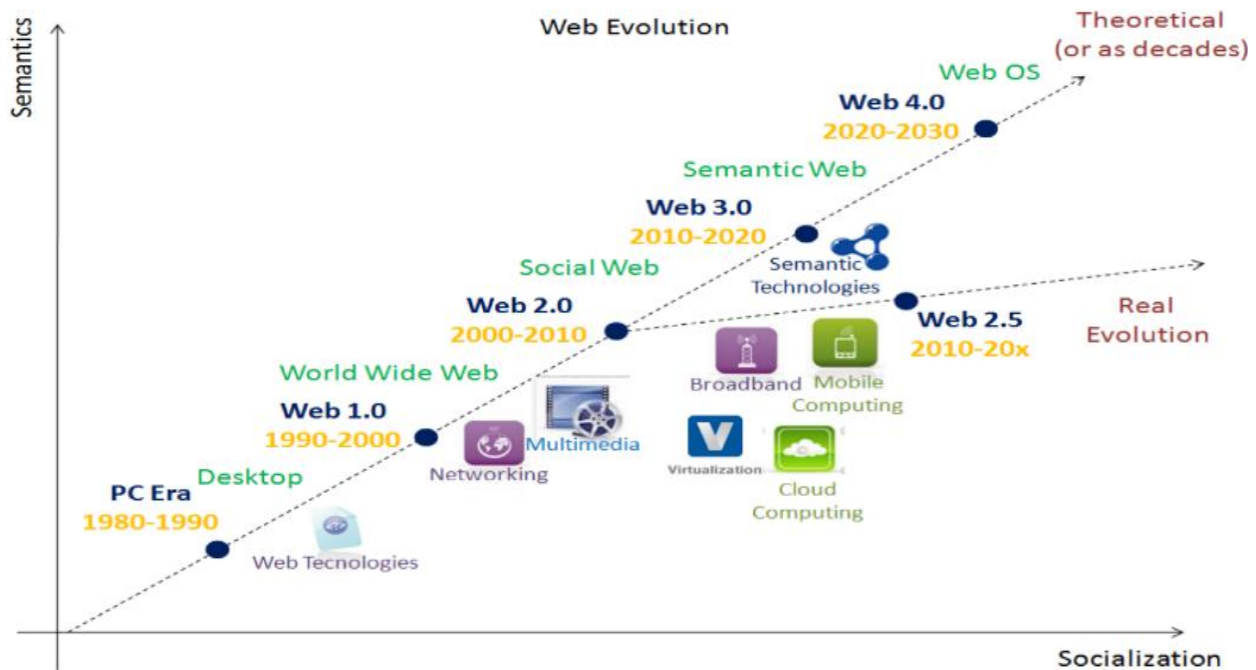 Web Evolution
Theoretical
(or as decades)
Semantics
Web OS
Web 4.0
2020-2030
Semantic Web
Web 3.0
2010-2020
Semantic
Technologies
Social Web
Web 2.0
2000-2010
Real
Evolution
Web 2.5
2010-20x
Broadband
Mobile
Computing
World Wide Web
Web 1.0
1990-2000
Multimedia
Networking
V
Virtualization
Cloud
Computing
Desktop
PC Era
1980-1990
Web Tecnologies
Socialization